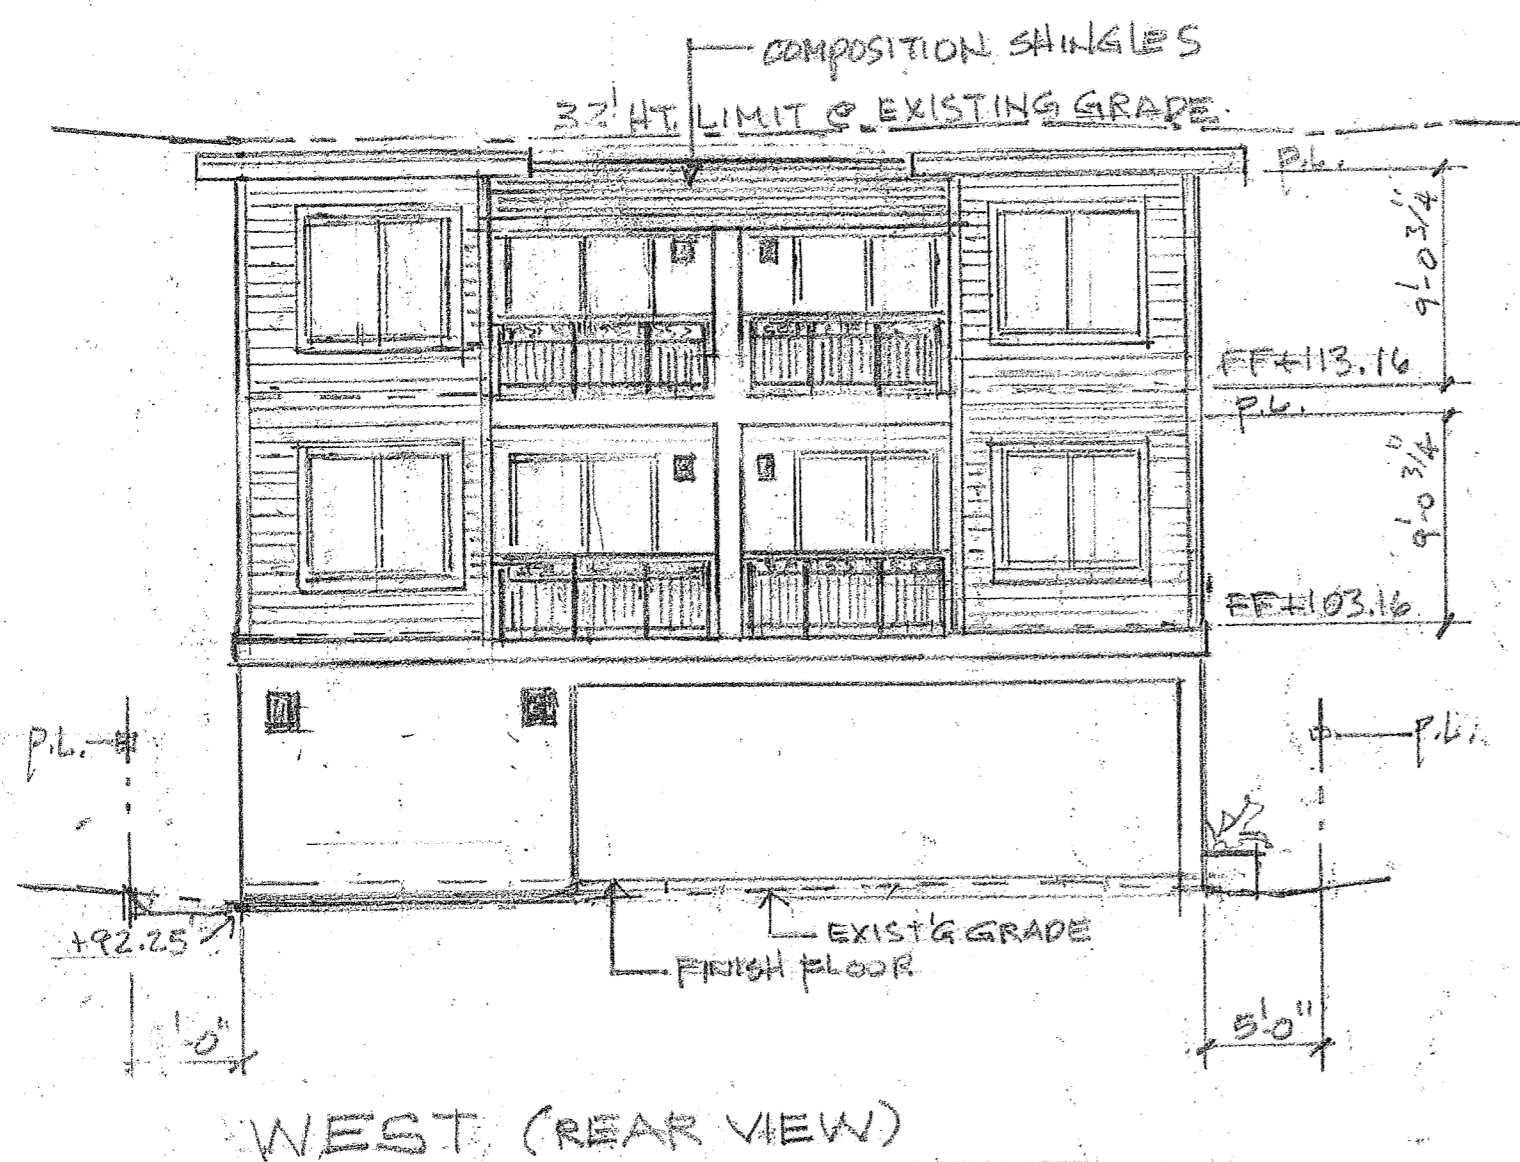 COMPOSITION SHINGLES
32' HT. LIMIT @ EXISTING GRADE.
P.L.
9'-0 3/4"
FF+113.16
P.L.
9'-0 3/4"
FF+103.16
P.L.
P.L.
+92.25'
EXIST'G GRADE
FINISH FLOOR
'-0"
5'-0"
WEST (REAR VIEW)